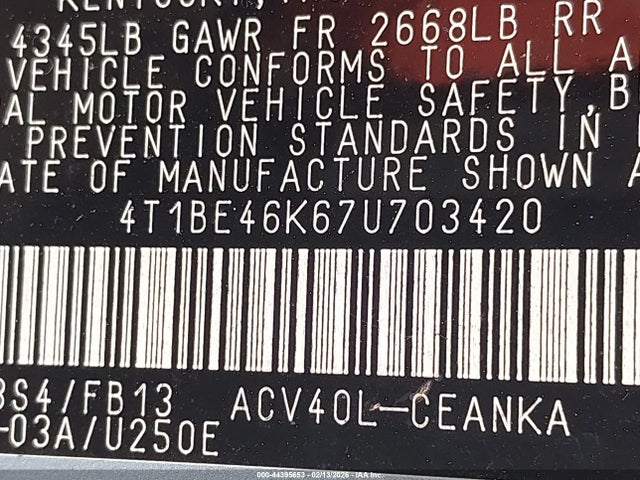 KENTUCKY,
4345LB GAWR FR 2668LB RR
VEHICLE CONFORMS TO ALL A
AL MOTOR VEHICLE SAFETY, B
PREVENTION STANDARDS IN
ATE OF MANUFACTURE SHOWN A
4T1BE46K67U703420
3S4/FB13 ACV40L-CEANKA
-03A/U250E
000-44395653 - 02/13/2026 - IAA Inc.